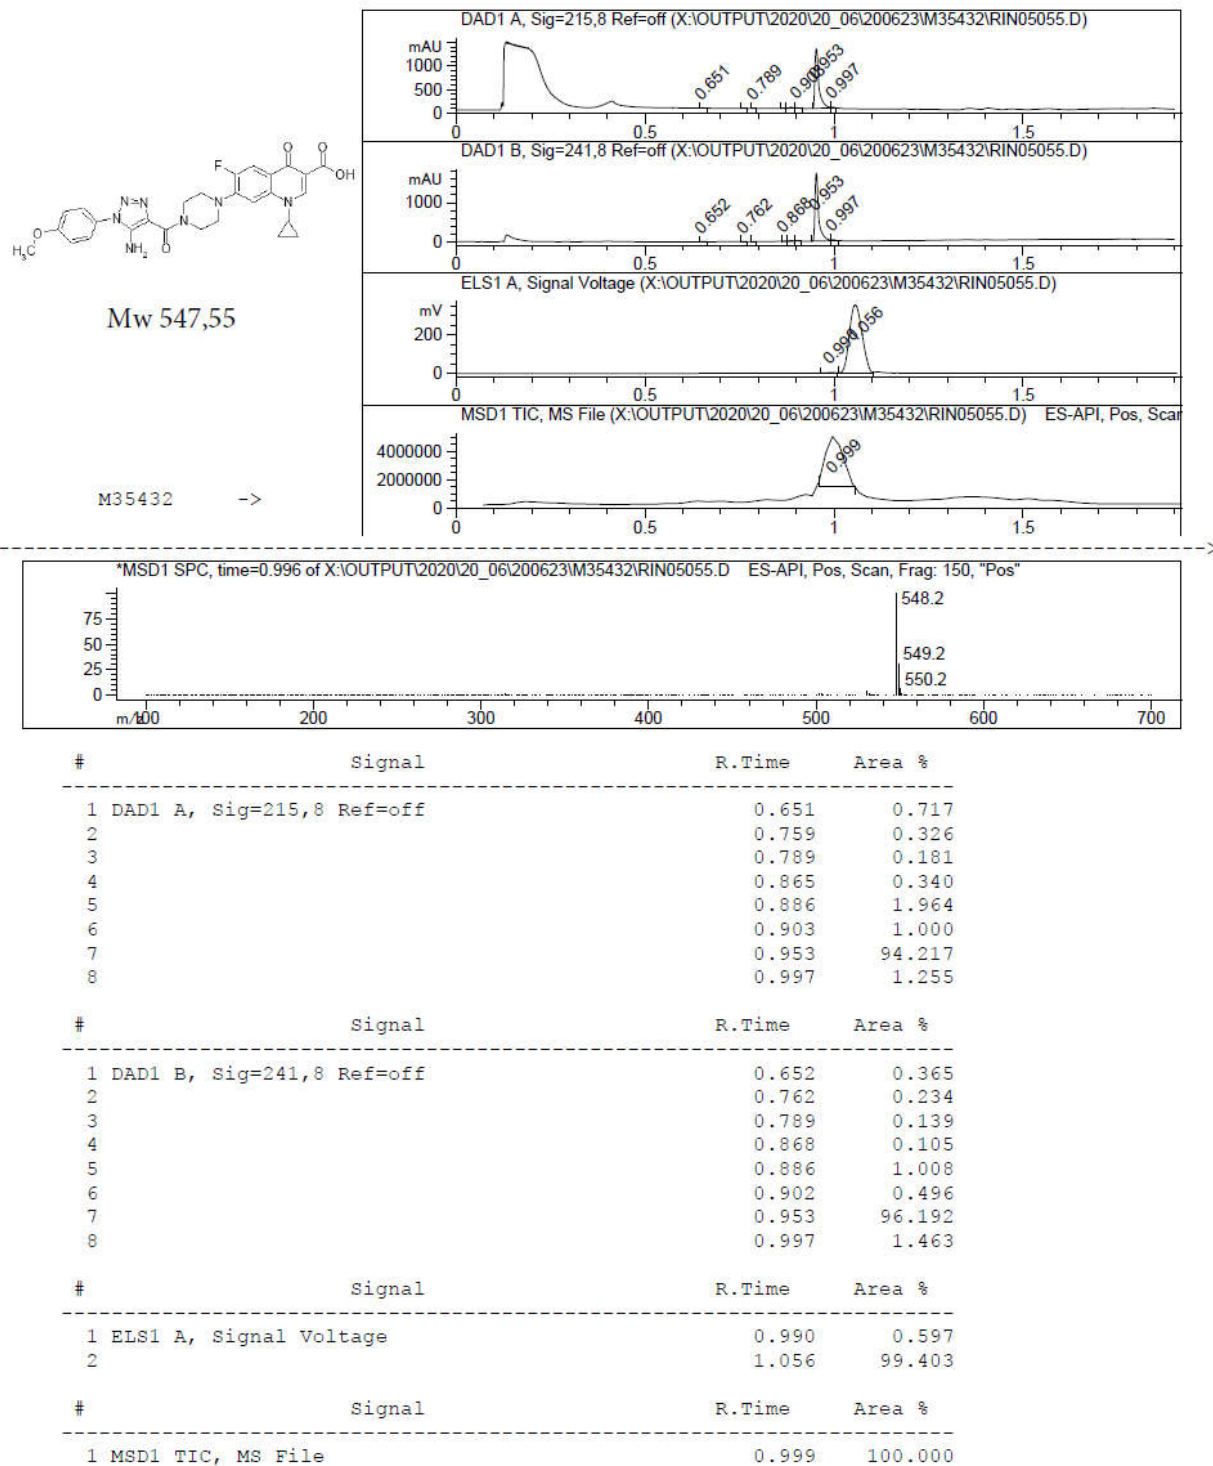 DAD1 A, Sig=215,8 Ref=off (X:\OUTPUT\2020\20_06\200623\M35432\RIN05055.D)
mAU
1000
500
0
0.651
0.789
0.903
0.953
0.997
0 0.5 1 1.5
DAD1 B, Sig=241,8 Ref=off (X:\OUTPUT\2020\20_06\200623\M35432\RIN05055.D)
mAU
1000
0
0.652
0.762
0.868
0.953
0.997
0 0.5 1 1.5
ELS1 A, Signal Voltage (X:\OUTPUT\2020\20_06\200623\M35432\RIN05055.D)
mV
200
0
0.990
1.056
0 0.5 1 1.5
MSD1 TIC, MS File (X:\OUTPUT\2020\20_06\200623\M35432\RIN05055.D) ES-API, Pos, Scan
4000000
2000000
0
0.999
0 0.5 1 1.5
F
O
O
OH
N
N
N
O
N=N
N
NH₂
O
H₃C
Mw 547,55
M35432 ->
*MSD1 SPC, time=0.996 of X:\OUTPUT\2020\20_06\200623\M35432\RIN05055.D ES-API, Pos, Scan, Frag: 150, "Pos"
75
50
25
0
548.2
549.2
550.2
m/z 100 200 300 400 500 600 700
# Signal R.Time Area %
1 DAD1 A, Sig=215,8 Ref=off 0.651 0.717
2 0.759 0.326
3 0.789 0.181
4 0.865 0.340
5 0.886 1.964
6 0.903 1.000
7 0.953 94.217
8 0.997 1.255
# Signal R.Time Area %
1 DAD1 B, Sig=241,8 Ref=off 0.652 0.365
2 0.762 0.234
3 0.789 0.139
4 0.868 0.105
5 0.886 1.008
6 0.902 0.496
7 0.953 96.192
8 0.997 1.463
# Signal R.Time Area %
1 ELS1 A, Signal Voltage 0.990 0.597
2 1.056 99.403
# Signal R.Time Area %
1 MSD1 TIC, MS File 0.999 100.000